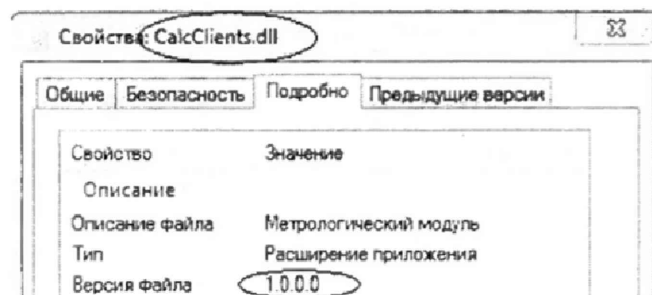 Свойства: CalcClients.dll
Общие Безопасность Подробно Предыдущие версии
Свойство Значение
Описание
Описание файла Метрологический модуль
Тип Расширение приложения
Версия файла 1.0.0.0